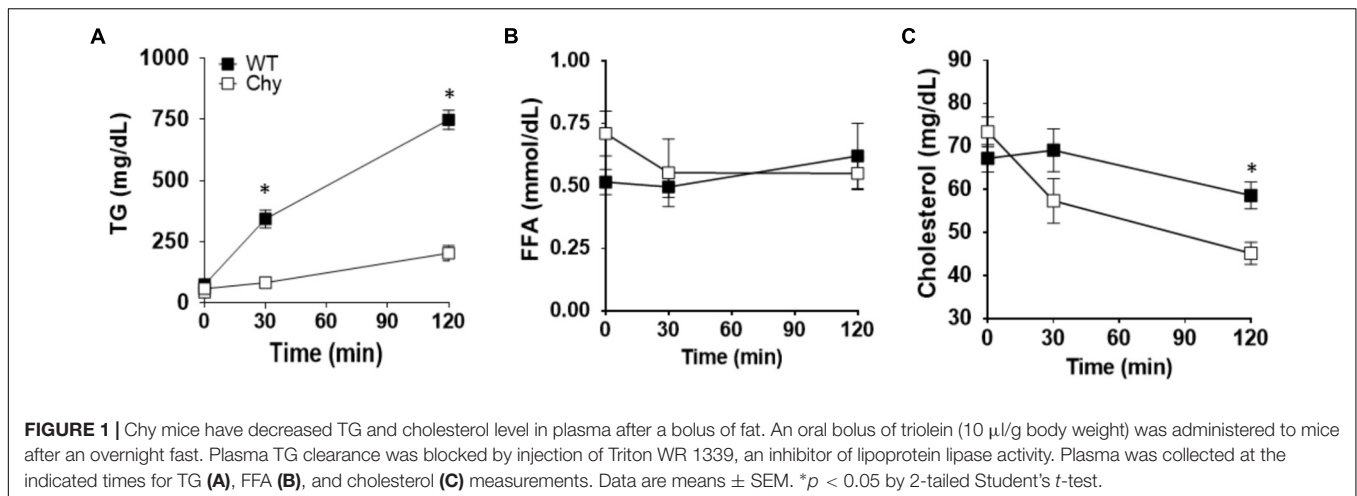 A
1000
750
500
250
0
TG (mg/dL)
WT
Chy
*
*
0 30 60 90 120
Time (min)
B
1.00
0.75
0.50
0.25
0.00
FFA (mmol/dL)
0 30 60 90 120
Time (min)
C
90
80
70
60
50
40
30
Cholesterol (mg/dL)
*
0 30 60 90 120
Time (min)
FIGURE 1 | Chy mice have decreased TG and cholesterol level in plasma after a bolus of fat. An oral bolus of triolein (10 μl/g body weight) was administered to mice
after an overnight fast. Plasma TG clearance was blocked by injection of Triton WR 1339, an inhibitor of lipoprotein lipase activity. Plasma was collected at the
indicated times for TG (A), FFA (B), and cholesterol (C) measurements. Data are means ± SEM. *p < 0.05 by 2-tailed Student's t-test.